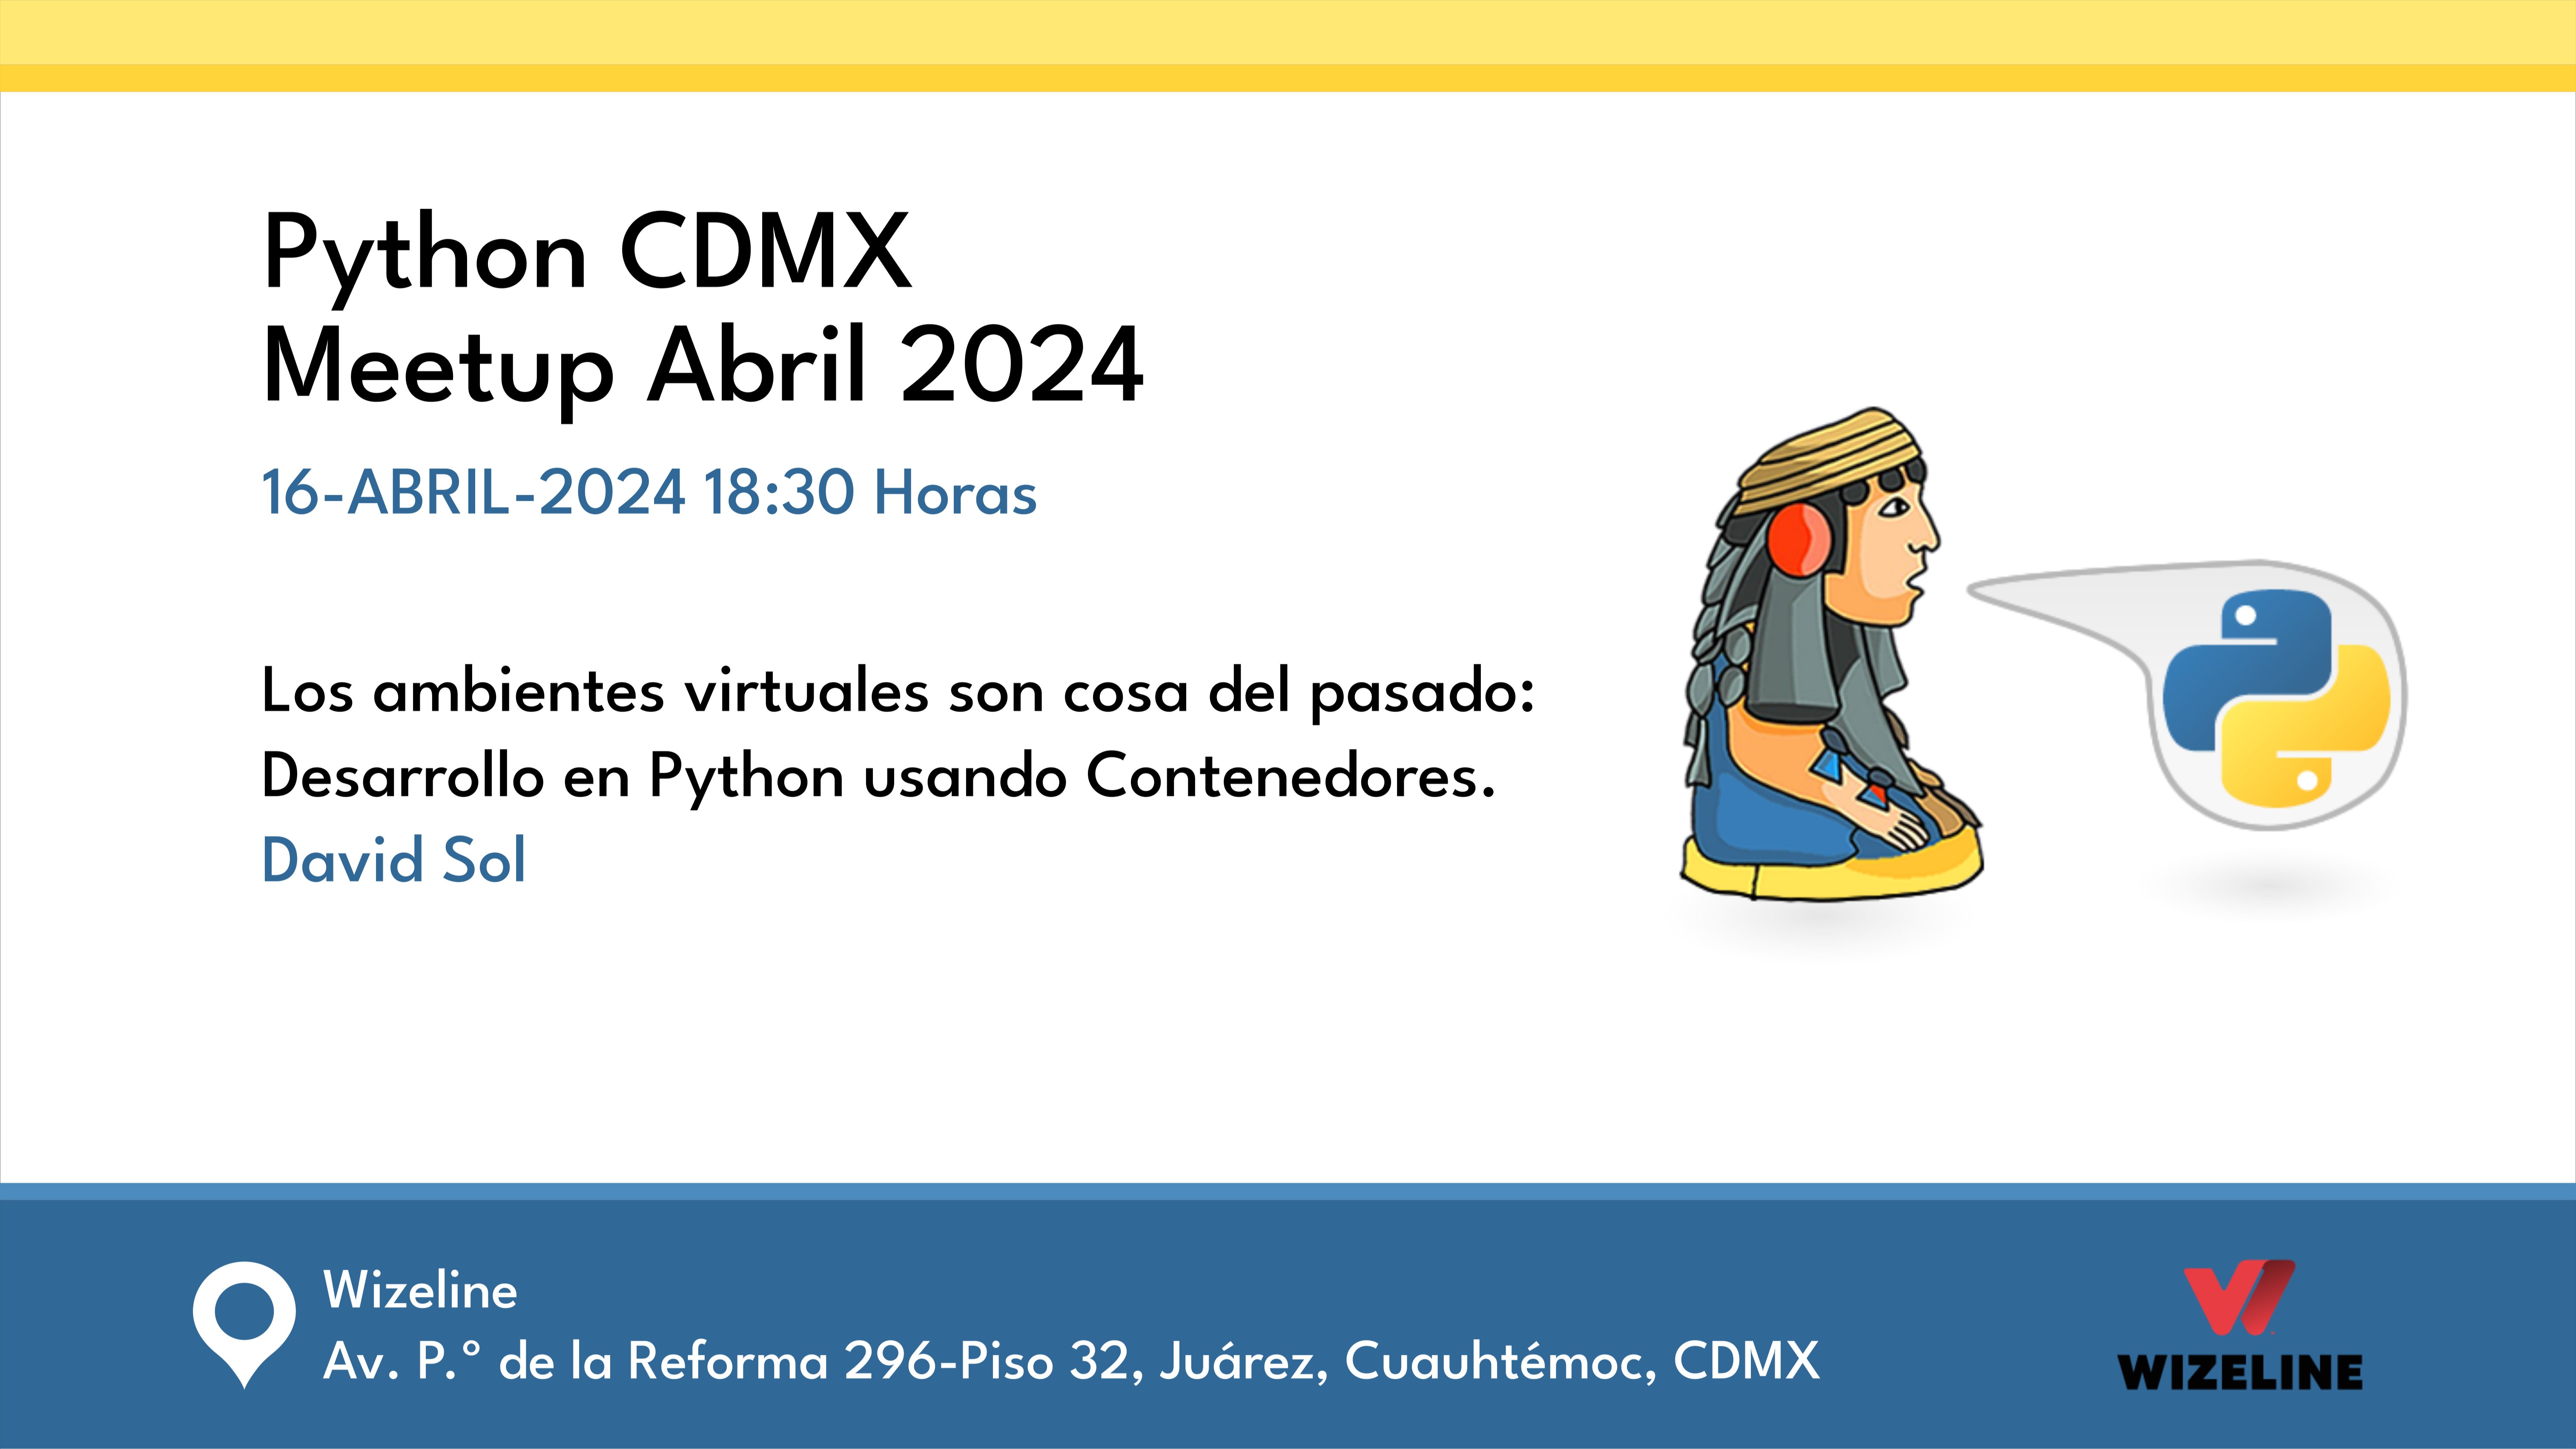 Python CDMX
Meetup Abril 2024
16-ABRIL-2024 18:30 Horas
Los ambientes virtuales son cosa del pasado:
Desarrollo en Python usando Contenedores.
David Sol
Wizeline
Av. P.° de la Reforma 296-Piso 32, Juárez, Cuauhtémoc, CDMX
WIZELINE